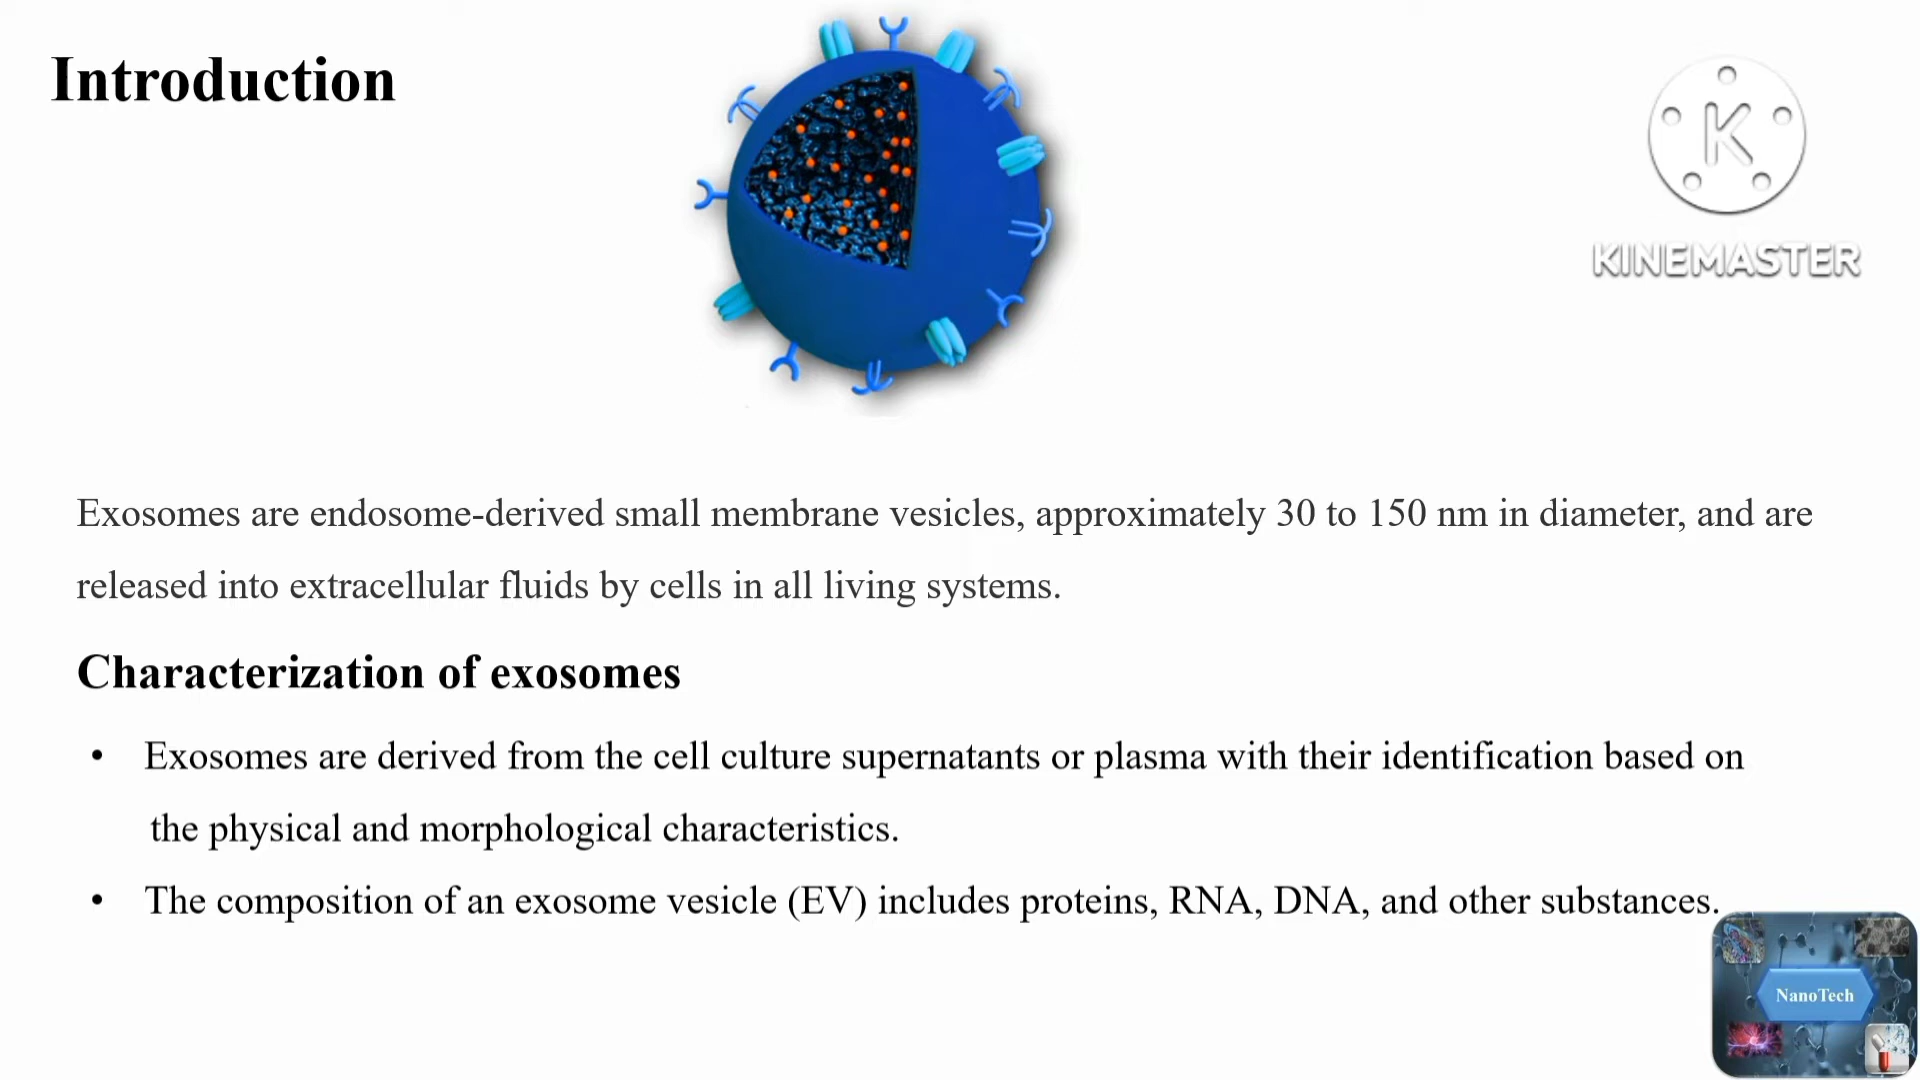 Introduction
K
KINEMASTER
Exosomes are endosome-derived small membrane vesicles, approximately 30 to 150 nm in diameter, and are
released into extracellular fluids by cells in all living systems.
Characterization of exosomes
• Exosomes are derived from the cell culture supernatants or plasma with their identification based on
the physical and morphological characteristics.
• The composition of an exosome vesicle (EV) includes proteins, RNA, DNA, and other substances.
NanoTech